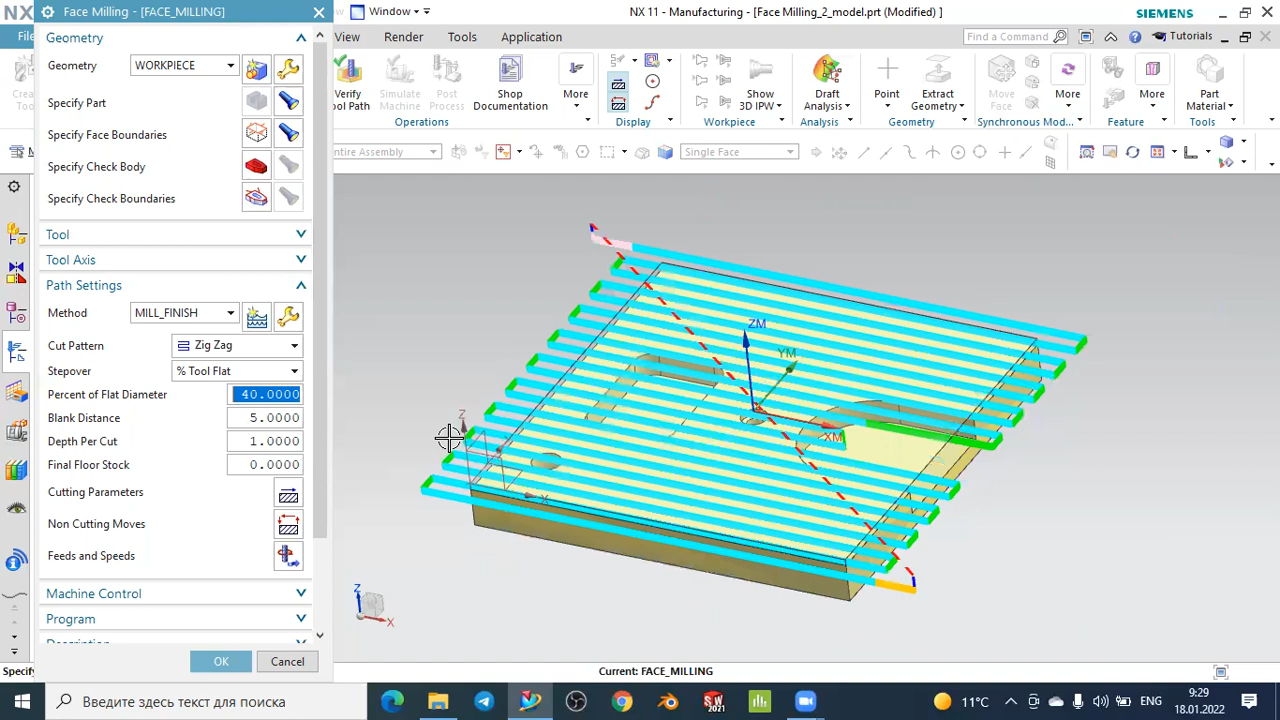 NX
Face Milling - [FACE_MILLING]
Window
NX 11 - Manufacturing - [Face Milling_2_model.prt (Modified) ]
SIEMENS
View
Render
Tools
Application
Find a Command
Tutorials
Geometry
Geometry
WORKPIECE
Specify Part
Specify Face Boundaries
Specify Check Body
Specify Check Boundaries
Tool
Tool Axis
Path Settings
Method
MILL_FINISH
Cut Pattern
Zig Zag
Stepover
% Tool Flat
Percent of Flat Diameter
40.0000
Blank Distance
5.0000
Depth Per Cut
1.0000
Final Floor Stock
0.0000
Cutting Parameters
Non Cutting Moves
Feeds and Speeds
Machine Control
Program
OK
Cancel
Verify
Tool Path
Simulate
Machine
Post
Process
Shop
Documentation
More
Operations
Display
Show
3D IPW
Workpiece
Draft
Analysis
Analysis
Point
Extract
Geometry
Geometry
Move
Face
More
Synchronous Mod...
More
Feature
Part
Material
Tools
Entire Assembly
Single Face
ZM
YM
XM
Z
X
Z
X
Current: FACE_MILLING
Введите здесь текст для поиска
SW
2021
11°C
ENG
9:29
18.01.2022